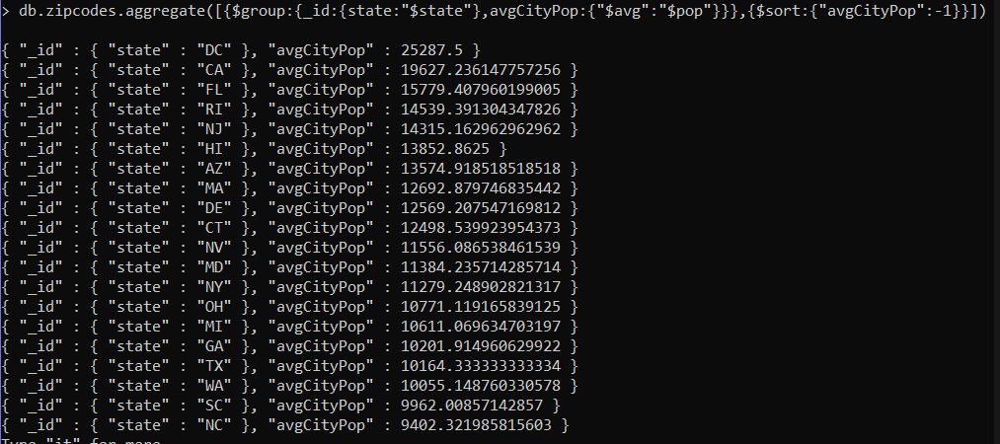 > db.zipcodes.aggregate([{$group:{_id:{state:"$state"},avgCityPop:{"$avg":"$pop"}}},{$sort:{"avgCityPop":-1}}])
{ "_id" : { "state" : "DC" }, "avgCityPop" : 25287.5 }
{ "_id" : { "state" : "CA" }, "avgCityPop" : 19627.236147757256 }
{ "_id" : { "state" : "FL" }, "avgCityPop" : 15779.407960199005 }
{ "_id" : { "state" : "RI" }, "avgCityPop" : 14539.391304347826 }
{ "_id" : { "state" : "NJ" }, "avgCityPop" : 14315.162962962962 }
{ "_id" : { "state" : "HI" }, "avgCityPop" : 13852.8625 }
{ "_id" : { "state" : "AZ" }, "avgCityPop" : 13574.918518518518 }
{ "_id" : { "state" : "MA" }, "avgCityPop" : 12692.879746835442 }
{ "_id" : { "state" : "DE" }, "avgCityPop" : 12569.207547169812 }
{ "_id" : { "state" : "CT" }, "avgCityPop" : 12498.539923954373 }
{ "_id" : { "state" : "NV" }, "avgCityPop" : 11556.086538461539 }
{ "_id" : { "state" : "MD" }, "avgCityPop" : 11384.235714285714 }
{ "_id" : { "state" : "NY" }, "avgCityPop" : 11279.248902821317 }
{ "_id" : { "state" : "OH" }, "avgCityPop" : 10771.119165839125 }
{ "_id" : { "state" : "MI" }, "avgCityPop" : 10611.069634703197 }
{ "_id" : { "state" : "GA" }, "avgCityPop" : 10201.914960629922 }
{ "_id" : { "state" : "TX" }, "avgCityPop" : 10164.333333333334 }
{ "_id" : { "state" : "WA" }, "avgCityPop" : 10055.148760330578 }
{ "_id" : { "state" : "SC" }, "avgCityPop" : 9962.00857142857 }
{ "_id" : { "state" : "NC" }, "avgCityPop" : 9402.321985815603 }
Type "it" for more